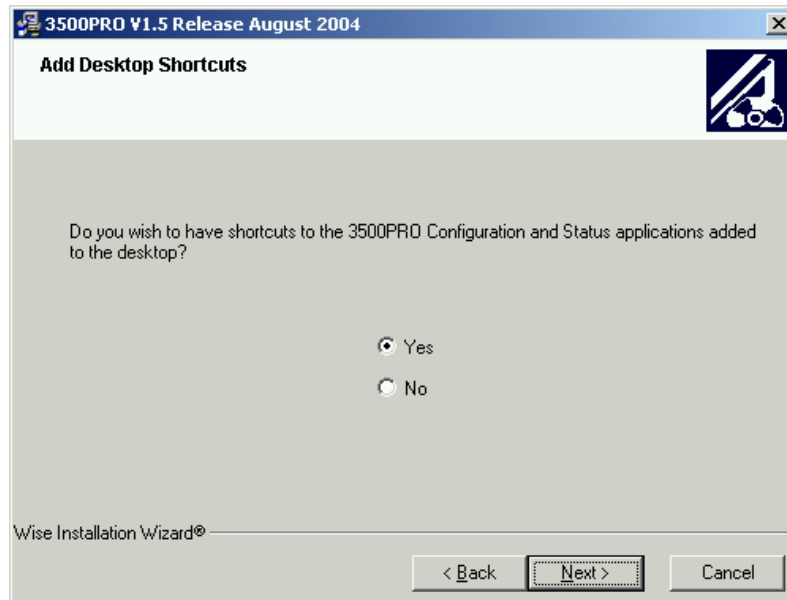 3500PRO V1.5 Release August 2004
Add Desktop Shortcuts
Do you wish to have shortcuts to the 3500PRO Configuration and Status applications added
to the desktop?
Yes
No
Wise Installation Wizard®
< Back
Next >
Cancel